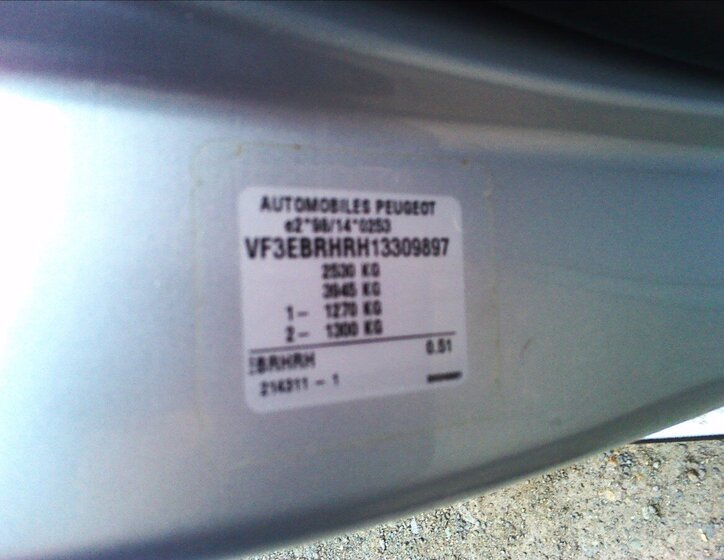 AUTOMOBILES PEUGEOT
e2*98/14*0253
VF3EBRHRH13309897
2530 KG
3945 KG
1- 1270 KG
2- 1300 KG
EBRHRH 0.51
214311 - 1